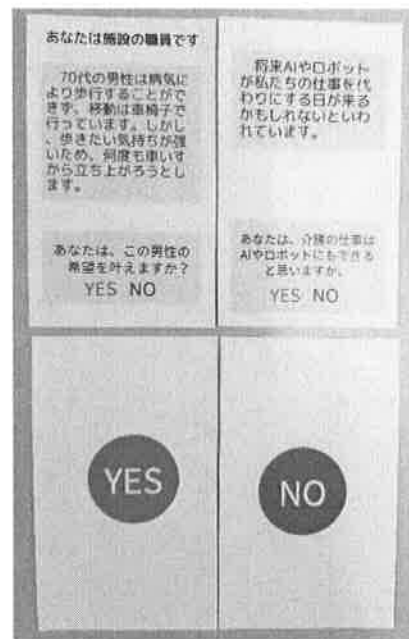 あなたは施設の職員です
70代の男性は病気に
より歩行することがで
きず、移動は車椅子で
行っています。しかし
、歩きたい気持ちが強
いため、何度も車いす
から立ち上がろうとし
ます。
あなたは、この男性の
希望を叶えますか?
YES NO
将来AIやロボット
が私たちの仕事を代
わりにする日が来る
かもしれないといわ
れています。
あなたは、介護の仕事は
AIやロボットにもできる
と思いますか。
YES NO
YES
NO